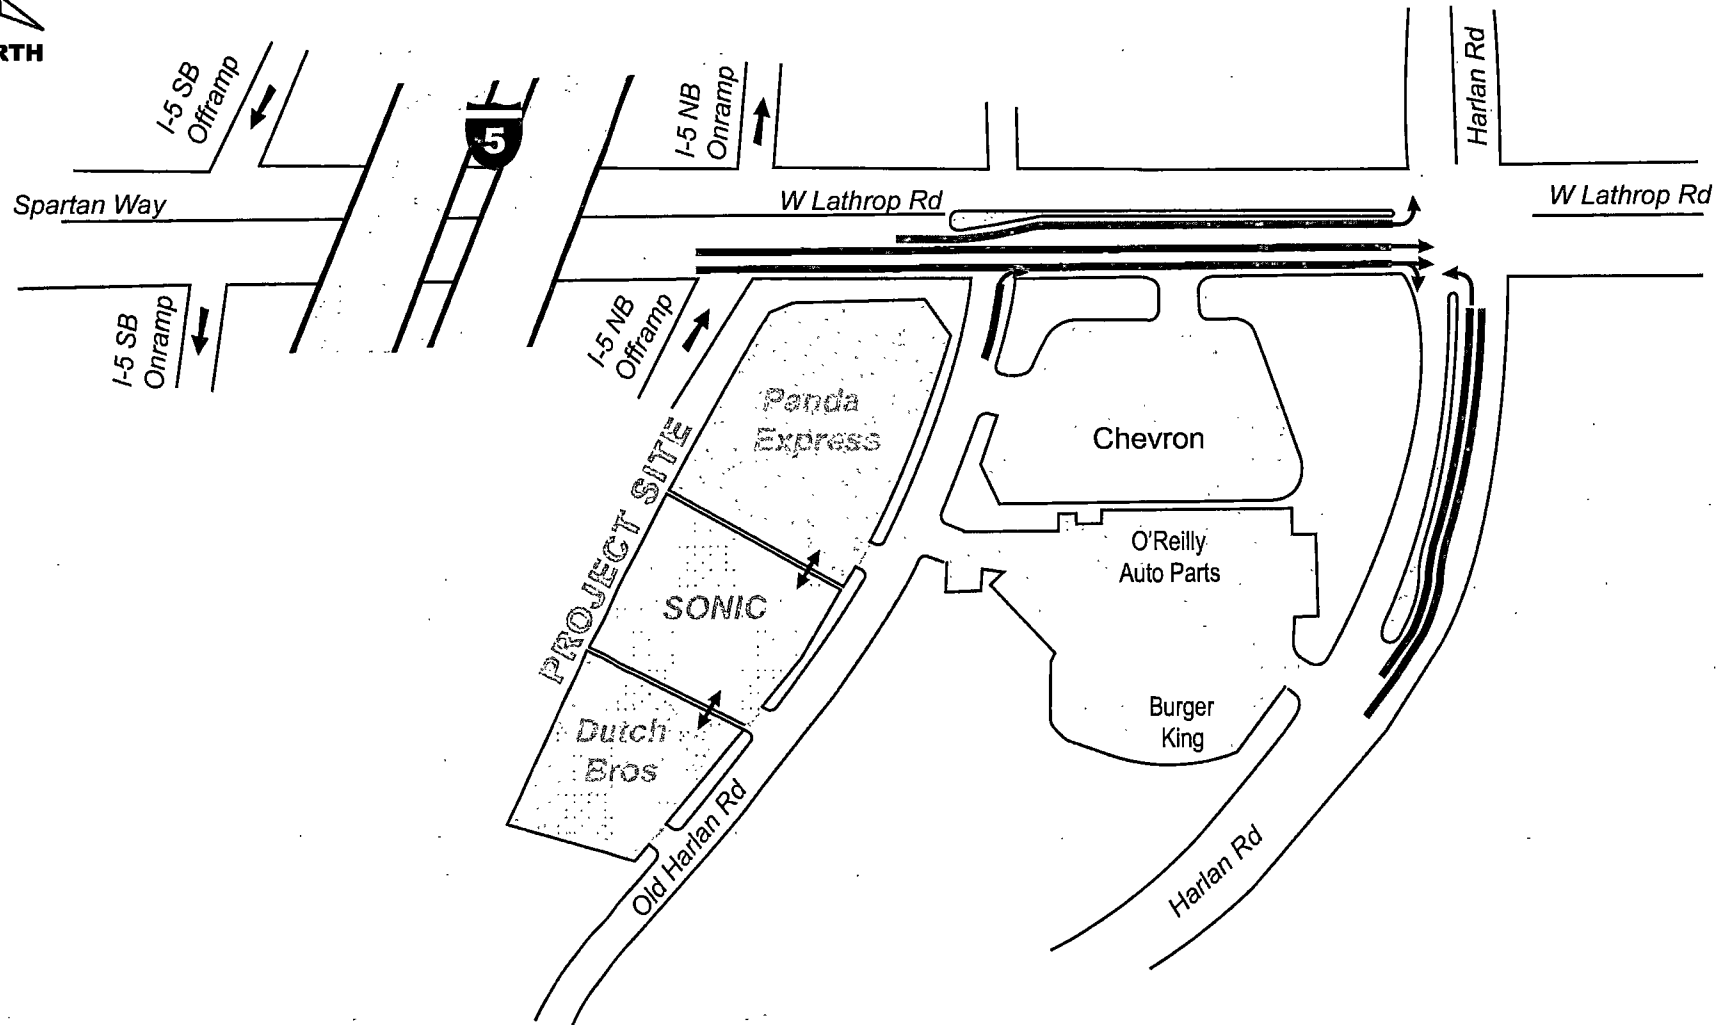 RTH
I-5 SB
Offramp
5
I-5 NB
Onramp
Harlan Rd
Spartan Way
W Lathrop Rd
W Lathrop Rd
I-5 SB
Onramp
I-5 NB
Offramp
Panda
Express
Chevron
PROJECT SITE
O'Reilly
Auto Parts
SONIC
Burger
King
Dutch
Bros
Old Harlan Rd
Harlan Rd